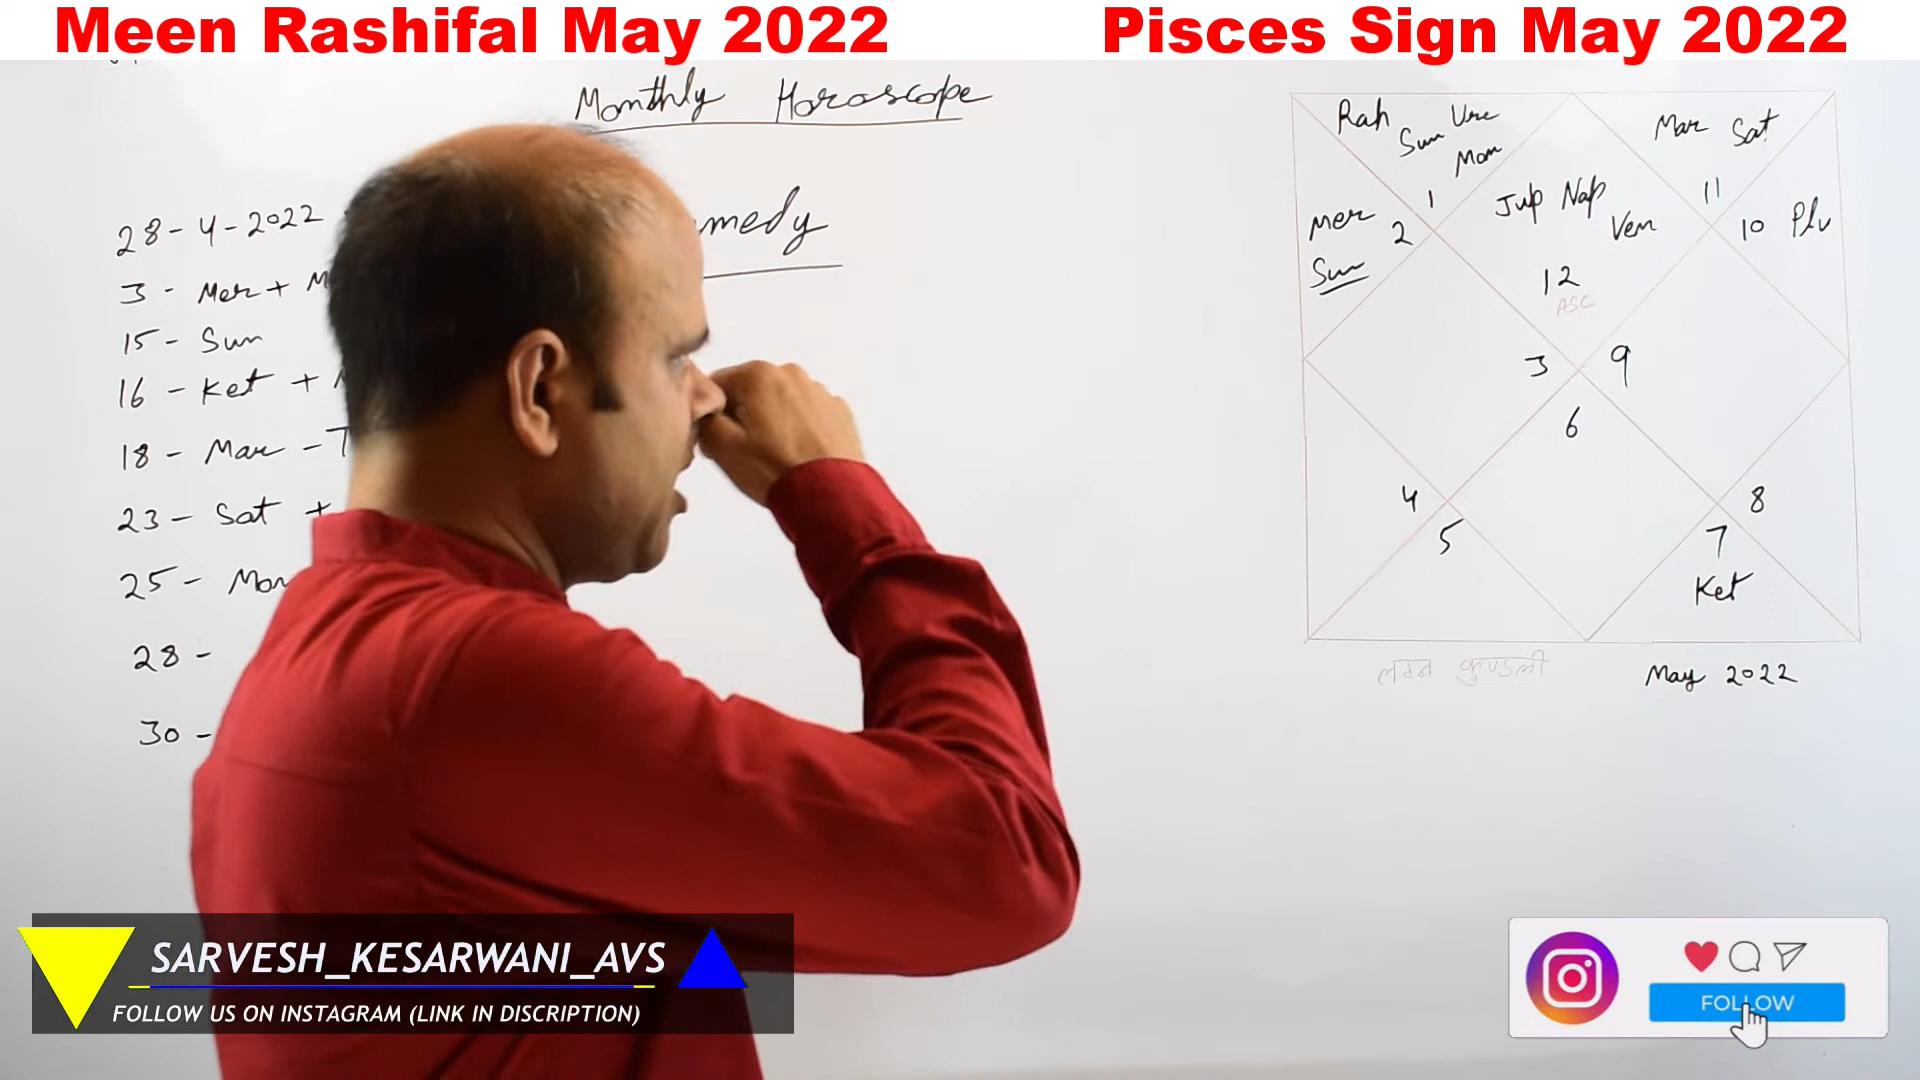 Meen Rashifal May 2022
Pisces Sign May 2022
Monthly Horoscope
medy
28-4-2022
3 - Mer + M
15 - Sun
16 - Ket +
18 - Mar - T
23 - Sat +
25 - Mar
28 -
30 -
Rah
Sun
Moon
1
Mer
2
Sun
Jup Nep
Ven
12
ASC
Mar Sat
11
10 Plu
3
9
6
4
5
8
7
Ket
लग्न कुण्डली
May 2022
SARVESH_KESARWANI_AVS
FOLLOW US ON INSTAGRAM (LINK IN DISCRIPTION)
FOLLOW